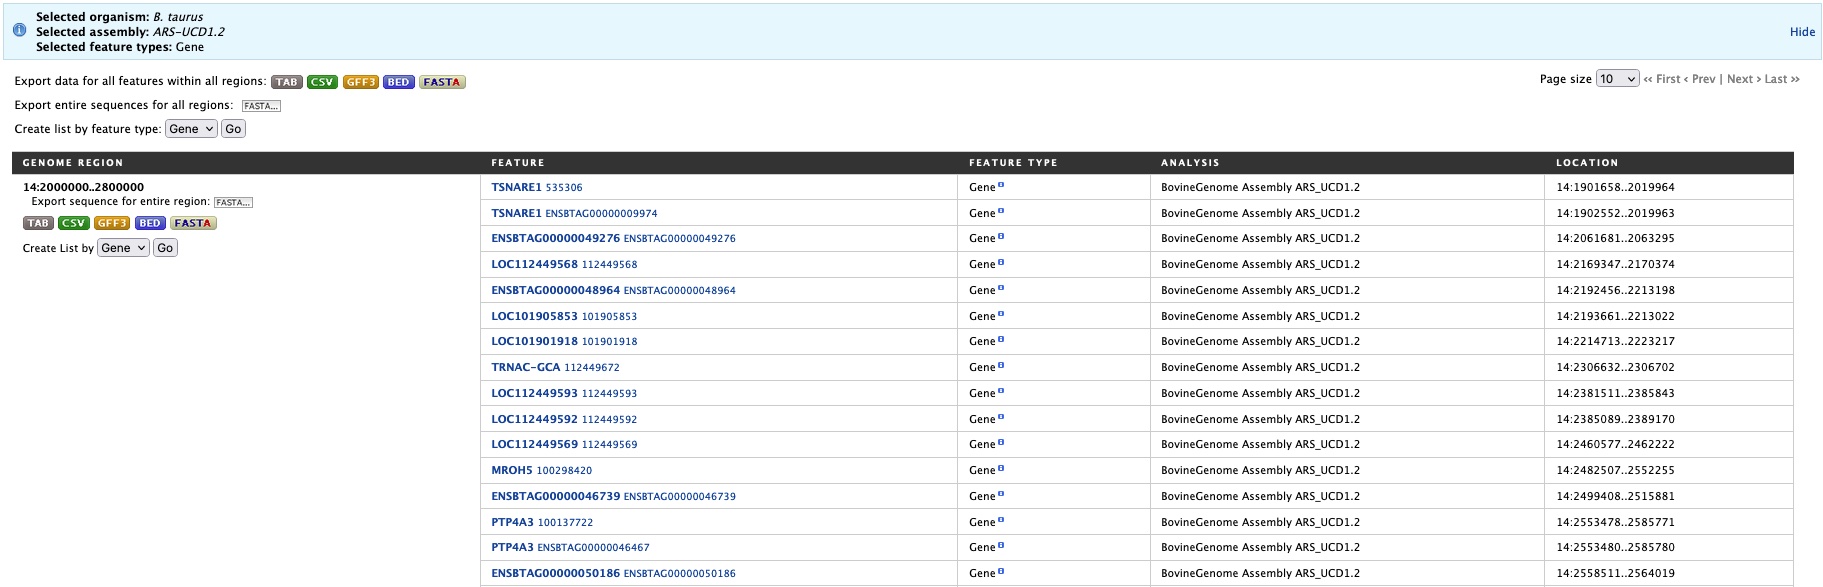 Selected organism: B. taurus
Selected assembly: ARS-UCD1.2
Selected feature types: Gene
Hide
Export data for all features within all regions: TAB CSV GFF3 BED FASTA
Page size 10 ‹‹ First ‹ Prev | Next › Last ››
Export entire sequences for all regions: FASTA...
Create list by feature type: Gene Go
GENOME REGION FEATURE FEATURE TYPE ANALYSIS LOCATION
14:2000000..2800000
Export sequence for entire region: FASTA...
TAB CSV GFF3 BED FASTA
Create List by Gene Go
TSNARE1 535306 Gene BovineGenome Assembly ARS_UCD1.2 14:1901658..2019964
TSNARE1 ENSBTAG00000009974 Gene BovineGenome Assembly ARS_UCD1.2 14:1902552..2019963
ENSBTAG00000049276 ENSBTAG00000049276 Gene BovineGenome Assembly ARS_UCD1.2 14:2061681..2063295
LOC112449568 112449568 Gene BovineGenome Assembly ARS_UCD1.2 14:2169347..2170374
ENSBTAG00000048964 ENSBTAG00000048964 Gene BovineGenome Assembly ARS_UCD1.2 14:2192456..2213198
LOC101905853 101905853 Gene BovineGenome Assembly ARS_UCD1.2 14:2193661..2213022
LOC101901918 101901918 Gene BovineGenome Assembly ARS_UCD1.2 14:2214713..2223217
TRNAC-GCA 112449672 Gene BovineGenome Assembly ARS_UCD1.2 14:2306632..2306702
LOC112449593 112449593 Gene BovineGenome Assembly ARS_UCD1.2 14:2381511..2385843
LOC112449592 112449592 Gene BovineGenome Assembly ARS_UCD1.2 14:2385089..2389170
LOC112449569 112449569 Gene BovineGenome Assembly ARS_UCD1.2 14:2460577..2462222
MROH5 100298420 Gene BovineGenome Assembly ARS_UCD1.2 14:2482507..2552255
ENSBTAG00000046739 ENSBTAG00000046739 Gene BovineGenome Assembly ARS_UCD1.2 14:2499408..2515881
PTP4A3 100137722 Gene BovineGenome Assembly ARS_UCD1.2 14:2553478..2585771
PTP4A3 ENSBTAG00000046467 Gene BovineGenome Assembly ARS_UCD1.2 14:2553480..2585780
ENSBTAG00000050186 ENSBTAG00000050186 Gene BovineGenome Assembly ARS_UCD1.2 14:2558511..2564019